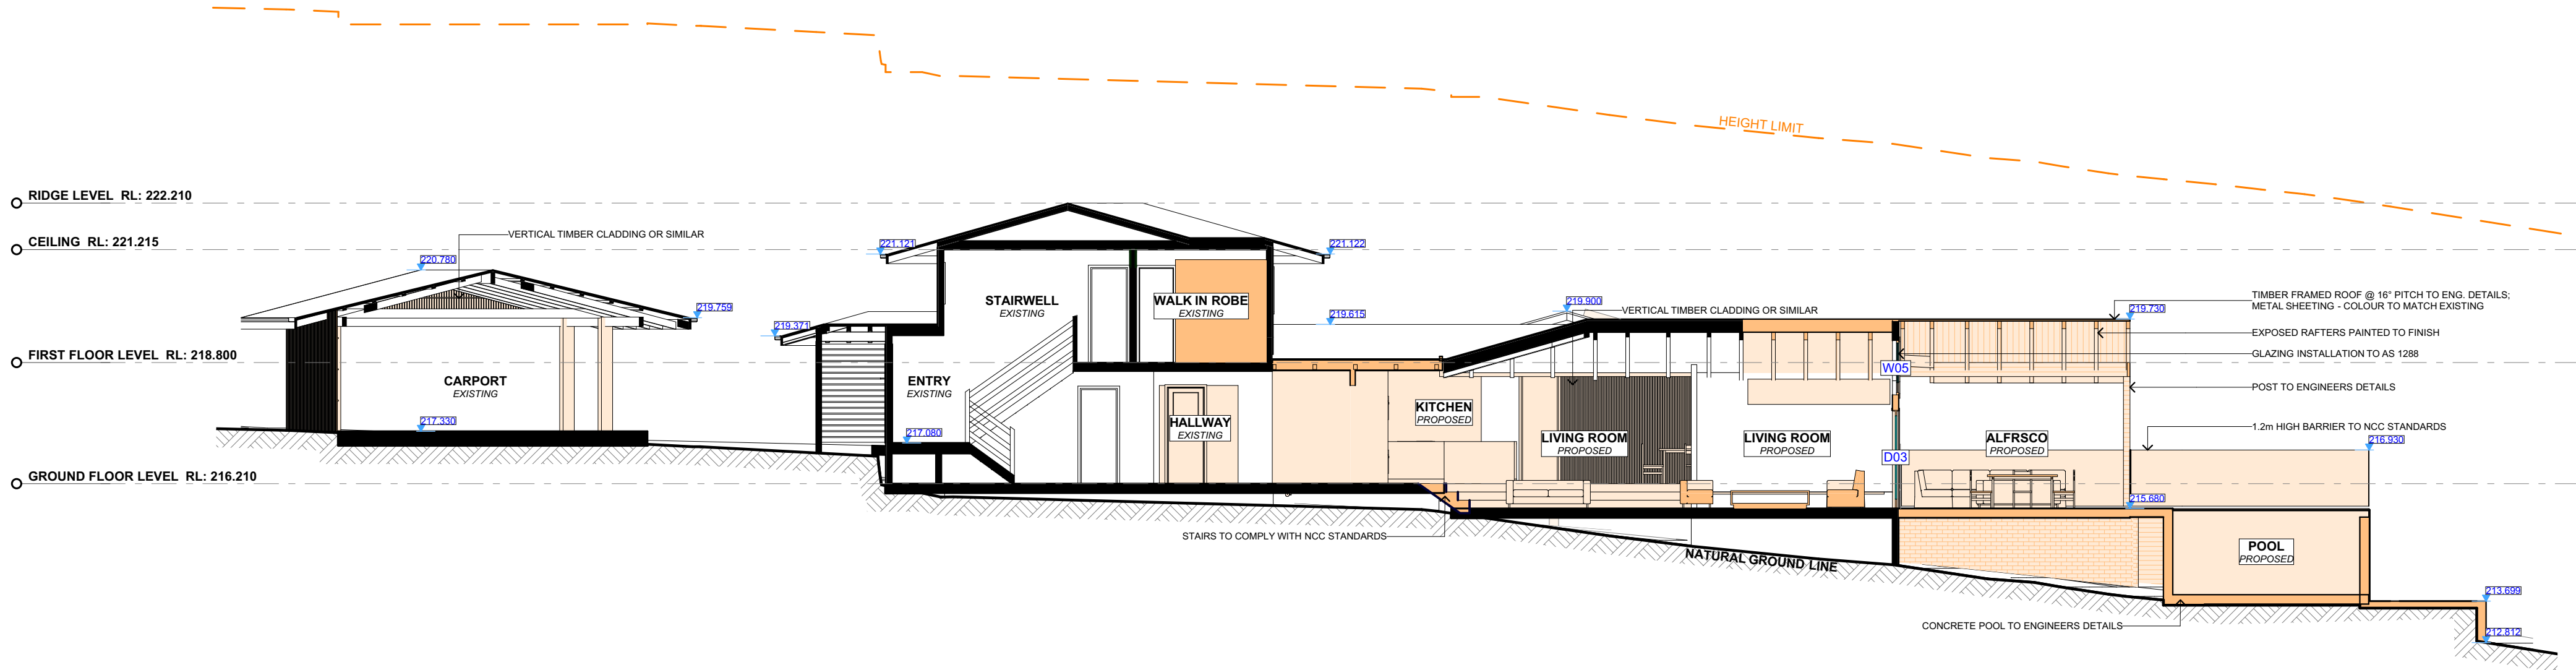 HEIGHT LIMIT
RIDGE LEVEL RL: 222.210
CEILING RL: 221.215
VERTICAL TIMBER CLADDING OR SIMILAR
221.121
221.122
220.780
219.759
219.371
STAIRWELL
EXISTING
WALK IN ROBE
EXISTING
219.615
219.900
VERTICAL TIMBER CLADDING OR SIMILAR
TIMBER FRAMED ROOF @ 16° PITCH TO ENG. DETAILS;
METAL SHEETING - COLOUR TO MATCH EXISTING
219.730
EXPOSED RAFTERS PAINTED TO FINISH
GLAZING INSTALLATION TO AS 1288
FIRST FLOOR LEVEL RL: 218.800
W05
CARPORT
EXISTING
ENTRY
EXISTING
POST TO ENGINEERS DETAILS
KITCHEN
PROPOSED
HALLWAY
EXISTING
217.330
217.080
LIVING ROOM
PROPOSED
LIVING ROOM
PROPOSED
ALFRSCO
PROPOSED
1.2m HIGH BARRIER TO NCC STANDARDS
216.930
D03
GROUND FLOOR LEVEL RL: 216.210
215.680
STAIRS TO COMPLY WITH NCC STANDARDS
NATURAL GROUND LINE
POOL
PROPOSED
213.699
CONCRETE POOL TO ENGINEERS DETAILS
212.812